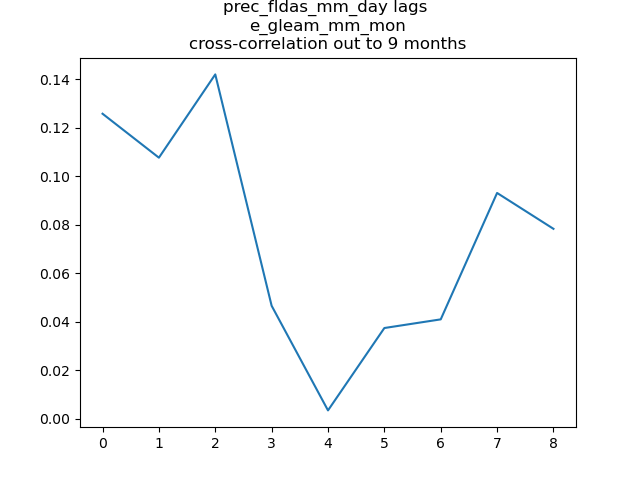 prec_fldas_mm_day lags
e_gleam_mm_mon
cross-correlation out to 9 months
0.14
0.12
0.10
0.08
0.06
0.04
0.02
0.00
0 1 2 3 4 5 6 7 8